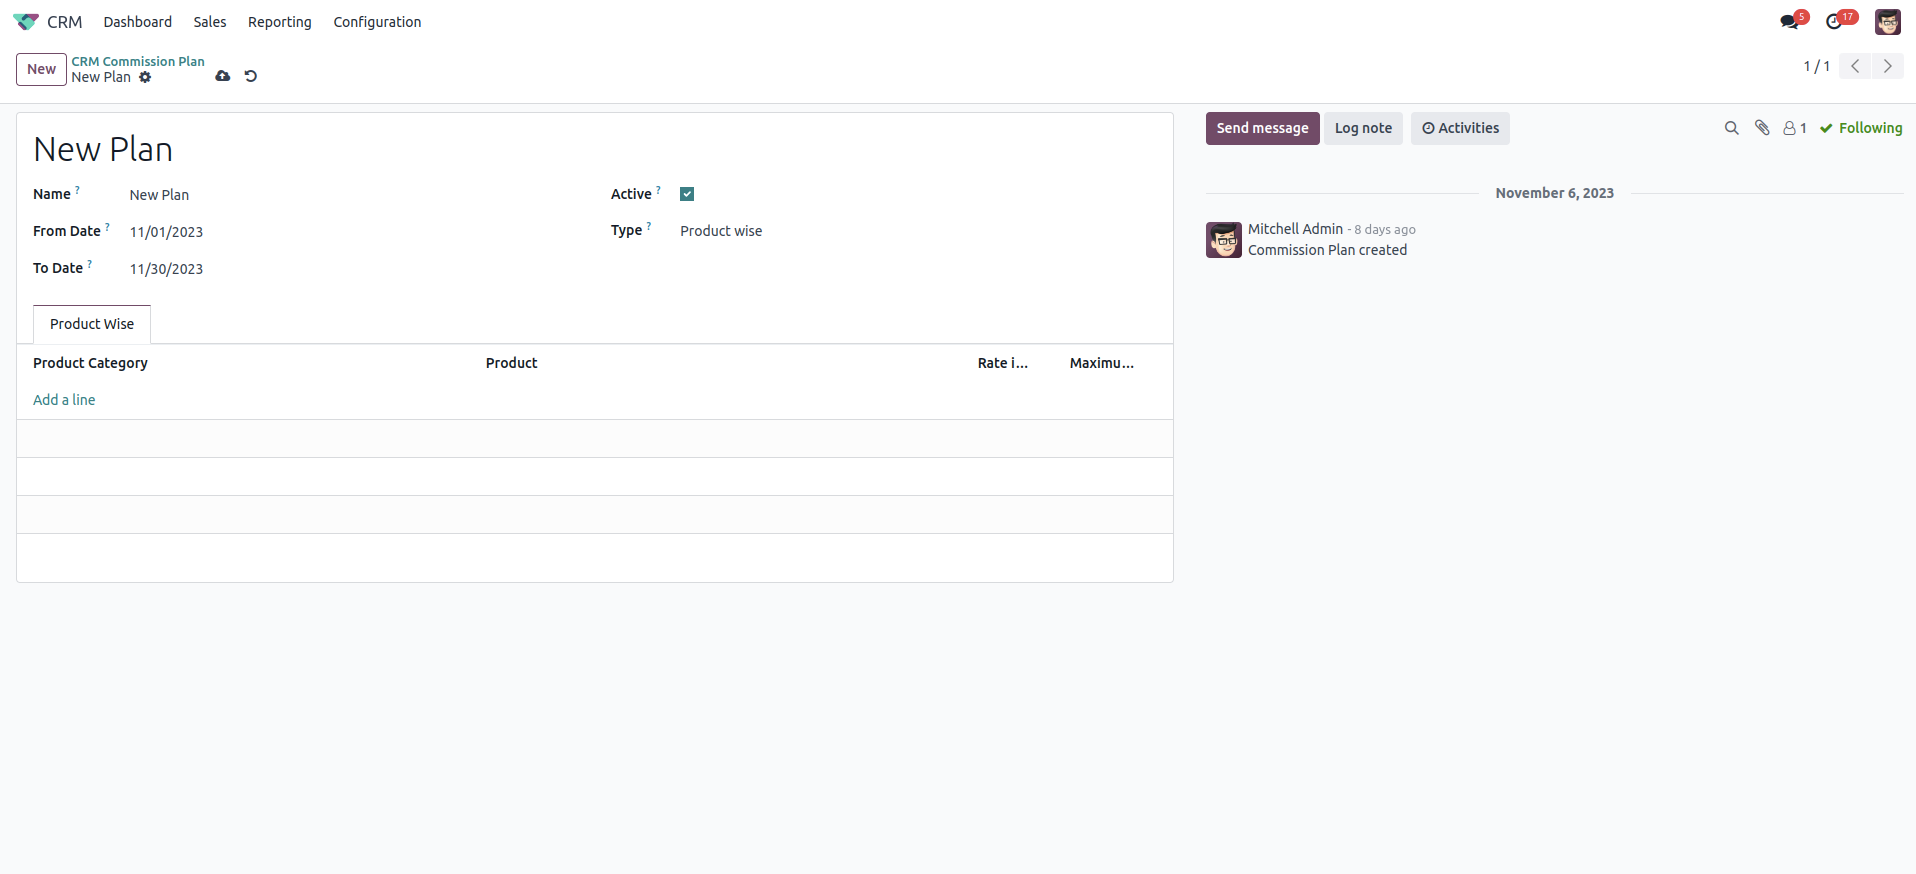 CRM Dashboard Sales Reporting Configuration 5 17
New CRM Commission Plan
New Plan
1 / 1
New Plan
Name ? New Plan
From Date ? 11/01/2023
To Date ? 11/30/2023
Active ?
Type ? Product wise
Product Wise
Product Category Product Rate i... Maximu...
Add a line
Send message Log note Activities 1 Following
November 6, 2023
Mitchell Admin - 8 days ago
Commission Plan created